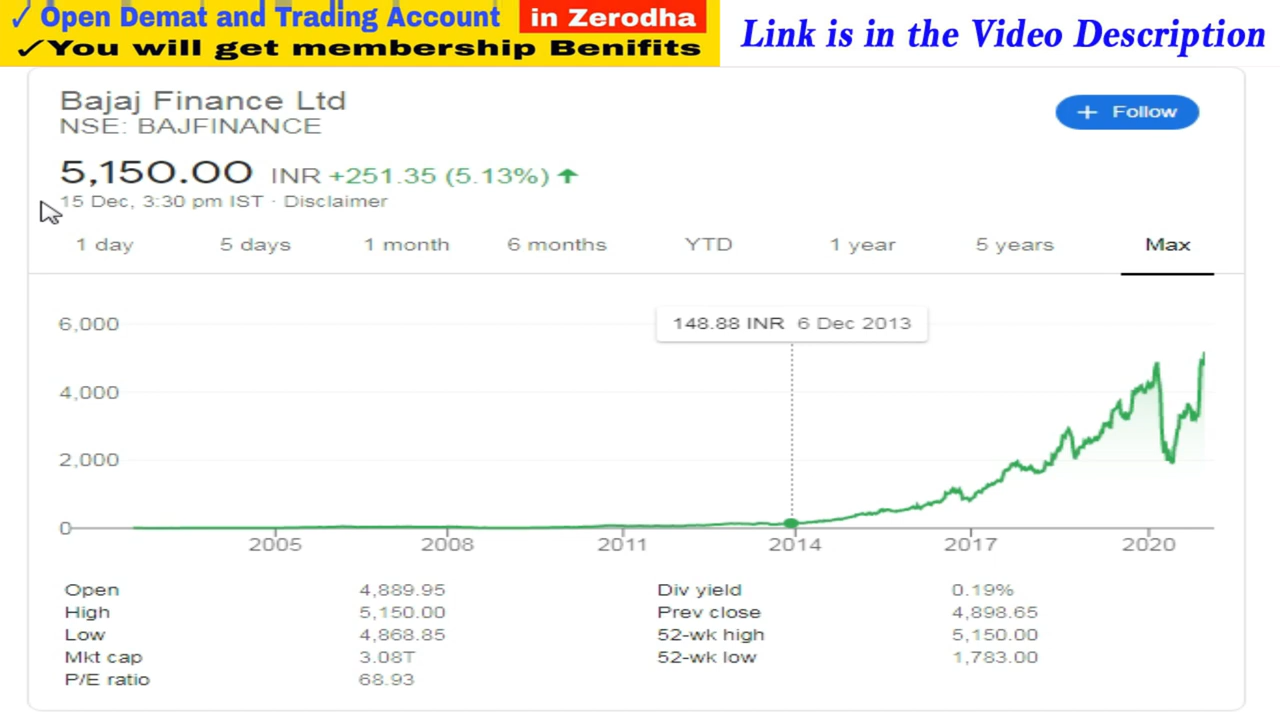 ✓ Open Demat and Trading Account in Zerodha
✓You will get membership Benifits
Link is in the Video Description
Bajaj Finance Ltd
NSE: BAJFINANCE
+ Follow
5,150.00 INR +251.35 (5.13%) ↑
15 Dec, 3:30 pm IST · Disclaimer
1 day 5 days 1 month 6 months YTD 1 year 5 years Max
148.88 INR 6 Dec 2013
6,000
4,000
2,000
0
2005 2008 2011 2014 2017 2020
Open 4,889.95 Div yield 0.19%
High 5,150.00 Prev close 4,898.65
Low 4,868.85 52-wk high 5,150.00
Mkt cap 3.08T 52-wk low 1,783.00
P/E ratio 68.93